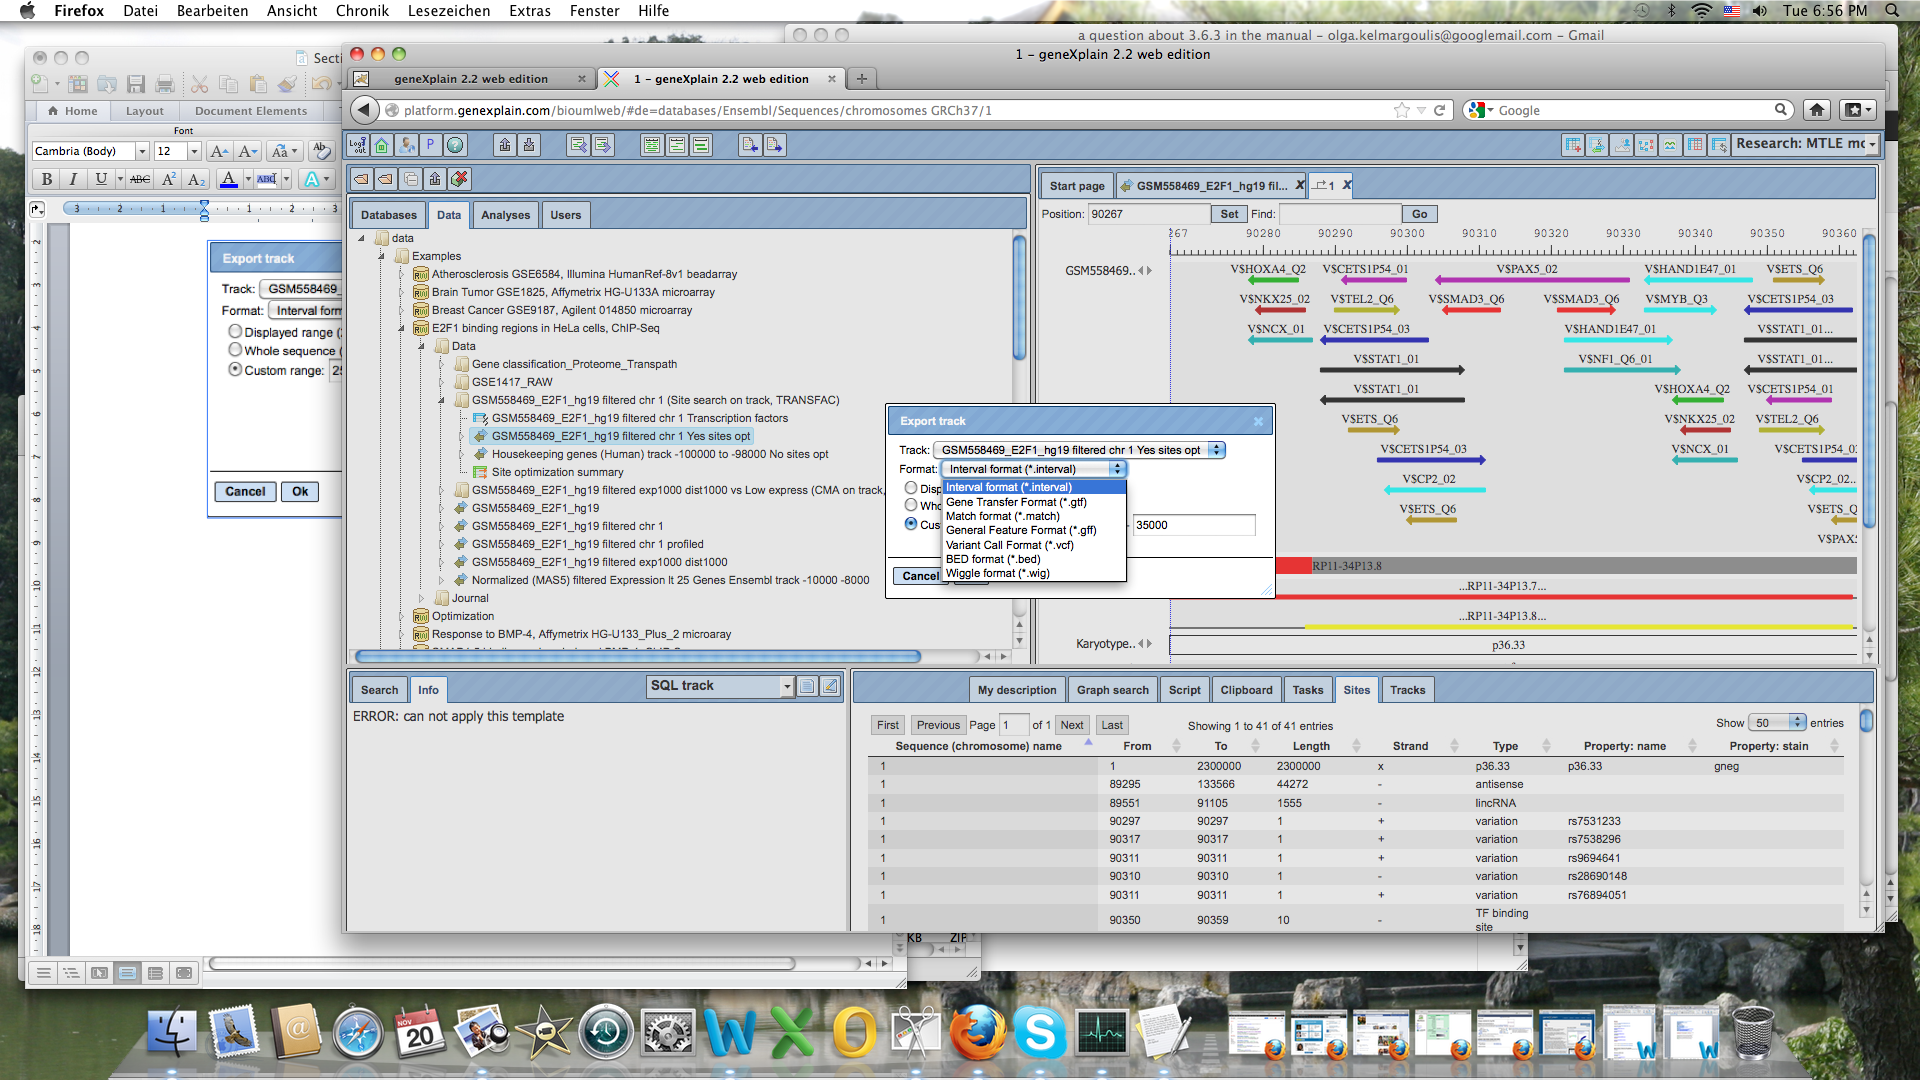 Firefox Datei Bearbeiten Ansicht Chronik Lesezeichen Extras Fenster Hilfe
Tue 6:56 PM
a question about 3.6.3 in the manual – olga.kelmargoulis@googlemail.com – Gmail
Secti
1 – geneXplain 2.2 web edition
geneXplain 2.2 web edition
1 – geneXplain 2.2 web edition
platform.genexplain.com/bioumlweb/#de=databases/Ensembl/Sequences/chromosomes GRCh37/1
Google
Home Layout Document Elements
Font
Cambria (Body) 12
Research: MTLE mc
Export track
Track: GSM558469_
Format: Interval form
Displayed range (
Whole sequence (
Custom range: 25
Cancel Ok
Databases Data Analyses Users
data
Examples
Atherosclerosis GSE6584, Illumina HumanRef-8v1 beadarray
Brain Tumor GSE1825, Affymetrix HG-U133A microarray
Breast Cancer GSE9187, Agilent 014850 microarray
E2F1 binding regions in HeLa cells, ChIP-Seq
Data
Gene classification_Proteome_Transpath
GSE1417_RAW
GSM558469_E2F1_hg19 filtered chr 1 (Site search on track, TRANSFAC)
GSM558469_E2F1_hg19 filtered chr 1 Transcription factors
GSM558469_E2F1_hg19 filtered chr 1 Yes sites opt
Housekeeping genes (Human) track -100000 to -98000 No sites opt
Site optimization summary
GSM558469_E2F1_hg19 filtered exp1000 dist1000 vs Low express (CMA on track,
GSM558469_E2F1_hg19
GSM558469_E2F1_hg19 filtered chr 1
GSM558469_E2F1_hg19 filtered chr 1 profiled
GSM558469_E2F1_hg19 filtered exp1000 dist1000
Normalized (MAS5) filtered Expression lt 25 Genes Ensembl track -10000 -8000
Journal
Optimization
Response to BMP-4, Affymetrix HG-U133_Plus_2 microarray
Start page GSM558469_E2F1_hg19 fil... X 1 X
Position: 90267 Set Find: Go
267 90280 90290 90300 90310 90320 90330 90340 90350 90360
GSM558469..
V$HOXA4_Q2 V$CETS1P54_01 V$PAX5_02 V$HAND1E47_01 V$ETS_Q6
V$NKX25_02 V$TEL2_Q6 V$SMAD3_Q6 V$SMAD3_Q6 V$MYB_Q3 V$CETS1P54_03
V$NCX_01 V$CETS1P54_03 V$HAND1E47_01 V$STAT1_01...
V$STAT1_01 V$NF1_Q6_01 V$STAT1_01...
V$STAT1_01 V$HOXA4_Q2 V$CETS1P54_01
V$ETS_Q6 V$NKX25_02 V$TEL2_Q6
V$CETS1P54_03 V$NCX_01 V$CETS1P54_03
V$CP2_02 V$CP2_02...
V$ETS_Q6 V$ETS_Q
V$PAX5
RP11-34P13.8
...RP11-34P13.7...
...RP11-34P13.8...
Karyotype.. p36.33
Export track
Track: GSM558469_E2F1_hg19 filtered chr 1 Yes sites opt
Format: Interval format (*.interval)
Interval format (*.interval)
Gene Transfer Format (*.gtf)
Match format (*.match)
General Feature Format (*.gff)
Variant Call Format (*.vcf)
BED format (*.bed)
Wiggle format (*.wig)
Disp
Who
Cus
- 35000
Cancel
Search Info SQL track
ERROR: can not apply this template
My description Graph search Script Clipboard Tasks Sites Tracks
First Previous Page 1 of 1 Next Last Showing 1 to 41 of 41 entries Show 50 entries
Sequence (chromosome) name From To Length Strand Type Property: name Property: stain
1 1 2300000 2300000 x p36.33 p36.33 gneg
1 89295 133566 44272 - antisense
1 89551 91105 1555 - lincRNA
1 90297 90297 1 + variation rs7531233
1 90317 90317 1 + variation rs7538296
1 90311 90311 1 + variation rs9694641
1 90310 90310 1 - variation rs28690148
1 90311 90311 1 + variation rs76894051
1 90350 90359 10 - TF binding site
KB ZIP
NOV 20